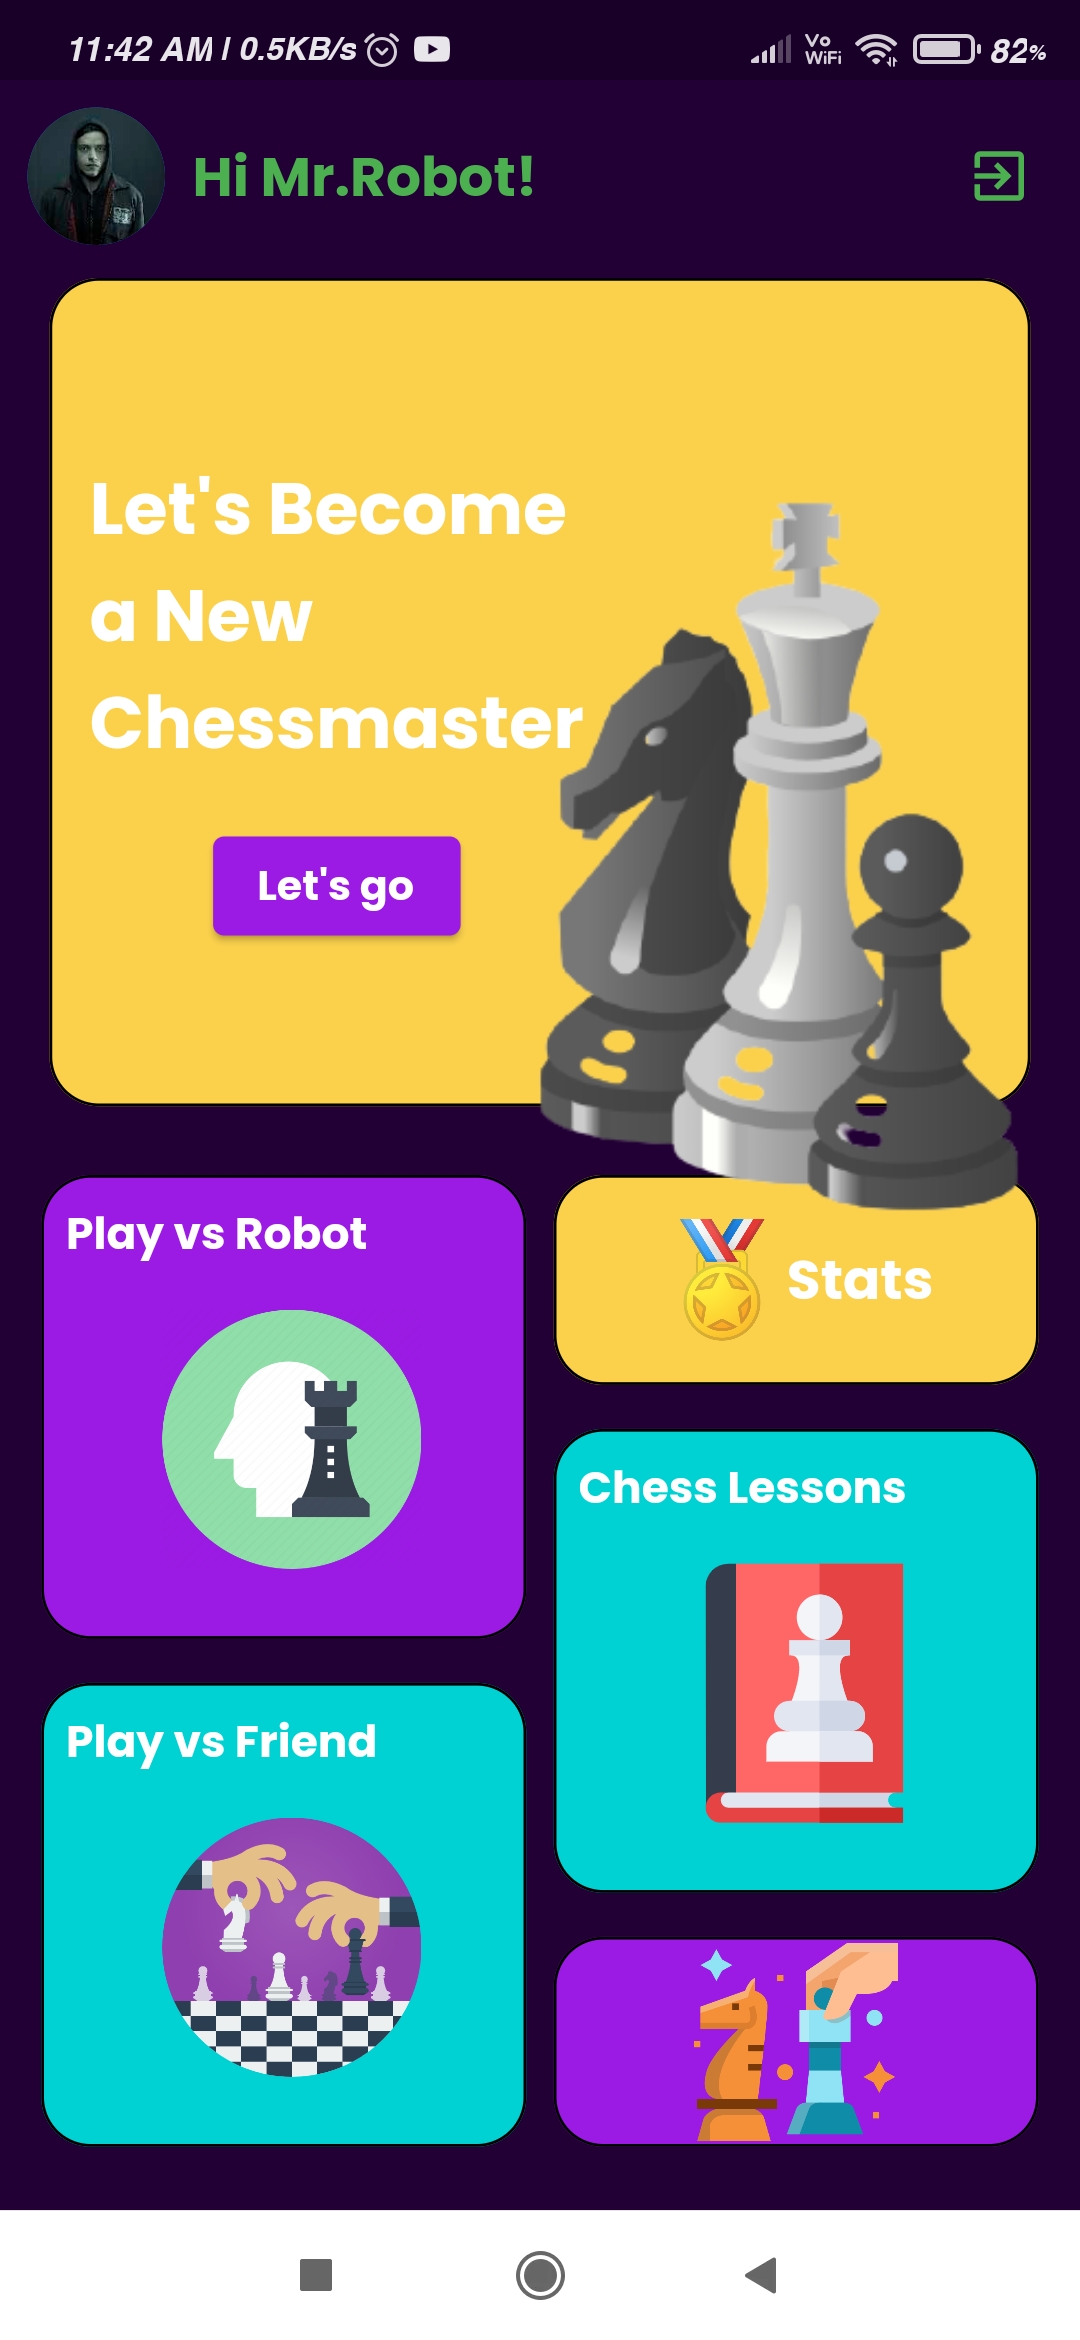 11:42 AM | 0.5KB/s
Vo
WiFi
82%
Hi Mr.Robot!
Let's Become
a New
Chessmaster
Let's go
Play vs Robot
Stats
Chess Lessons
Play vs Friend